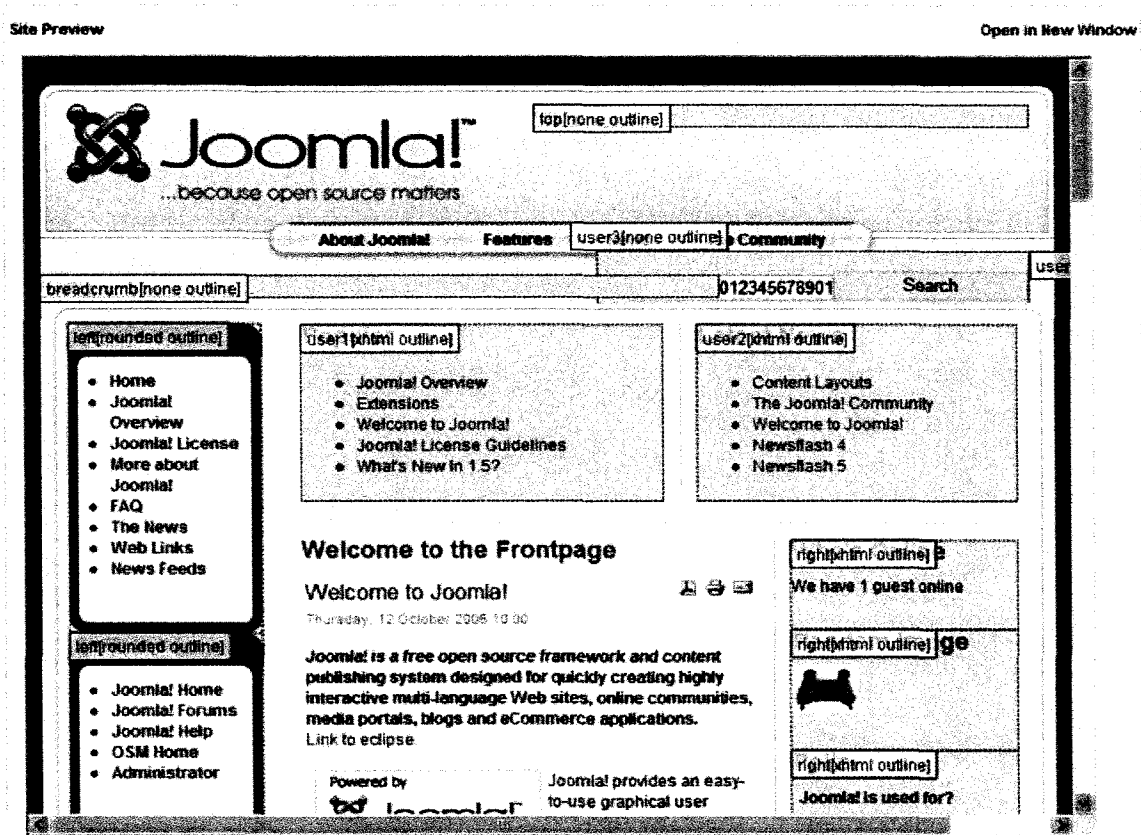 Site Preview
Open in New Window
Joomla!™
...because open source matters
top[none outline]
About Joomla!
Features
user3[none outline]
Community
user
breadcrumb[none outline]
012345678901
Search
left[rounded outline]
Home
Joomla!
Overview
Joomla! License
More about
Joomla!
FAQ
The News
Web Links
News Feeds
left[rounded outline]
Joomla! Home
Joomla! Forums
Joomla! Help
OSM Home
Administrator
user1[xhtml outline]
Joomla! Overview
Extensions
Welcome to Joomla!
Joomla! License Guidelines
What's New in 1.5?
user2[xhtml outline]
Content Layouts
The Joomla! Community
Welcome to Joomla!
Newsflash 4
Newsflash 5
Welcome to the Frontpage
Welcome to Joomla!
Thursday, 12 October 2006 10:00
Joomla! is a free open source framework and content
publishing system designed for quickly creating highly
interactive multi-language Web sites, online communities,
media portals, blogs and eCommerce applications.
Link to eclipse
Powered by
Joomla!
Joomla! provides an easy-
to-use graphical user
right[xhtml outline]
We have 1 guest online
right[xhtml outline] ge
right[xhtml outline]
Joomla! is used for?